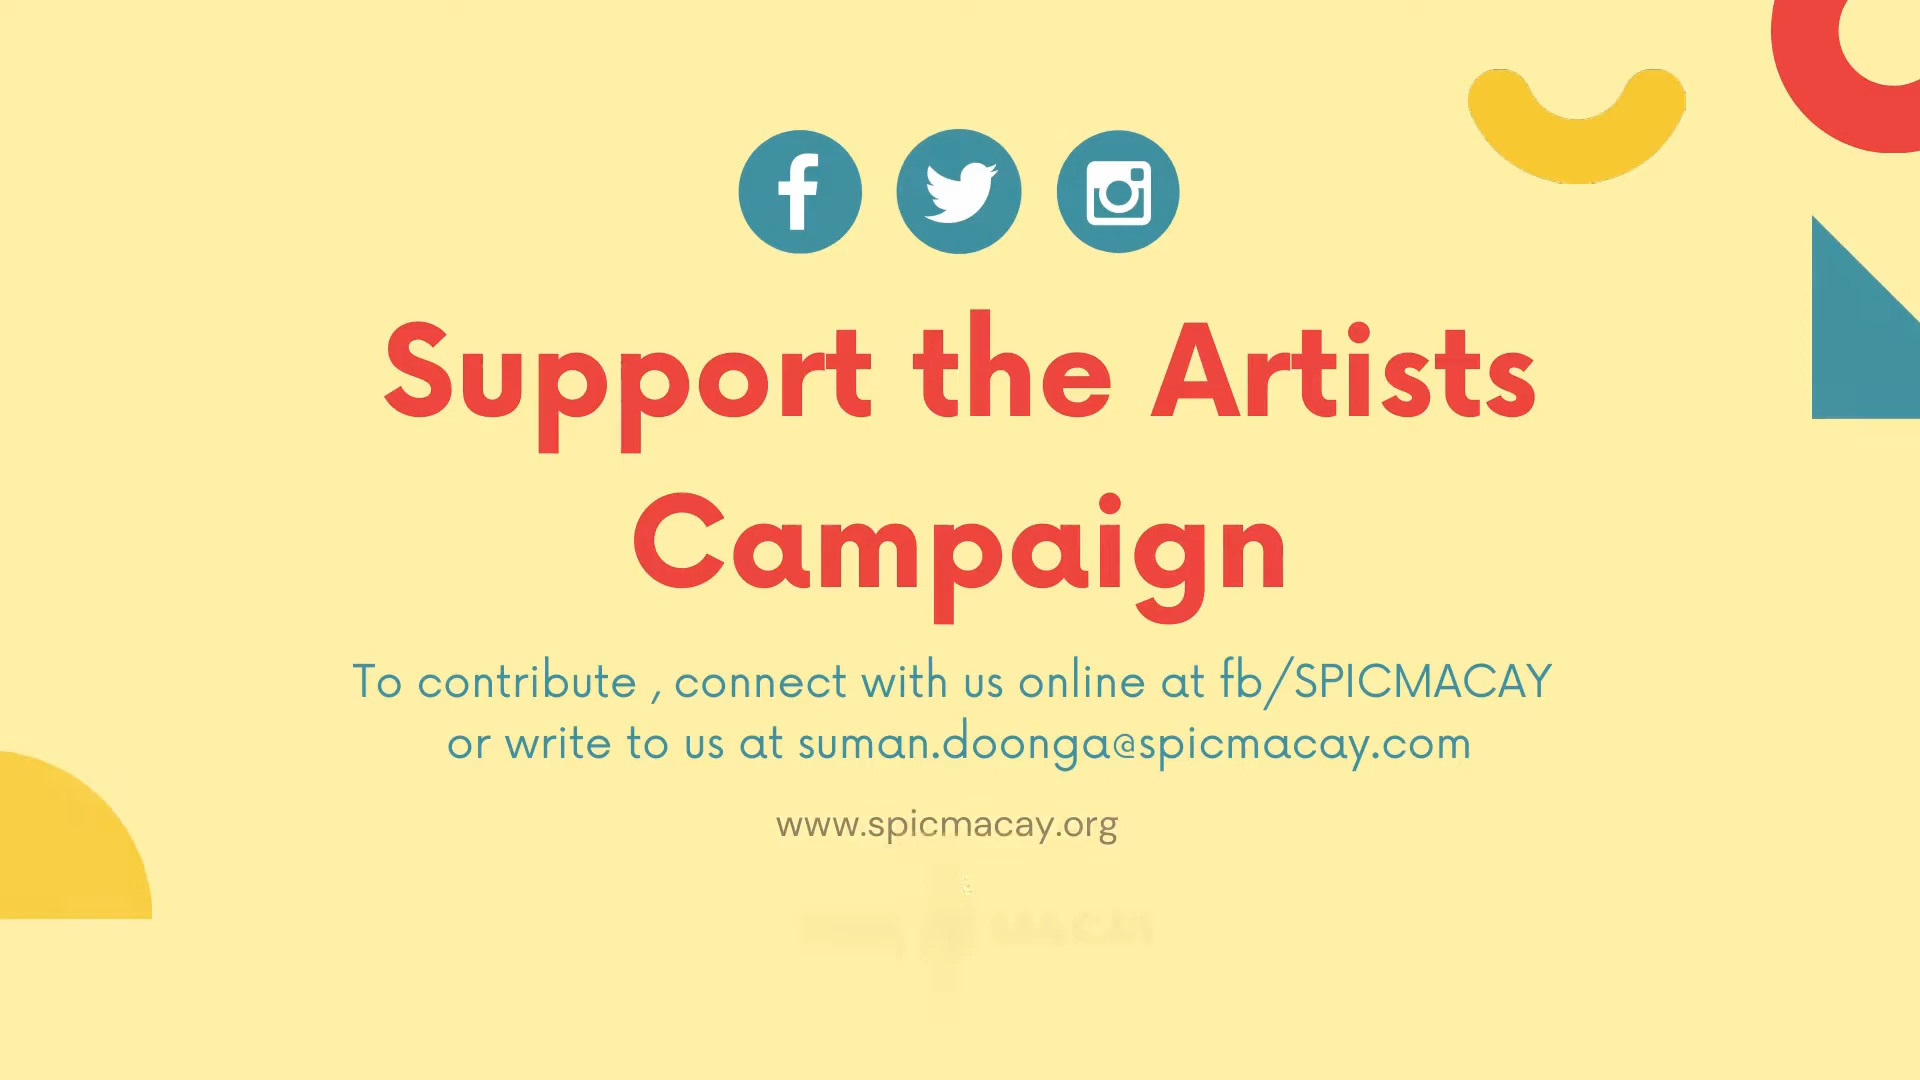 Support the Artists
Campaign
To contribute , connect with us online at fb/SPICMACAY
or write to us at suman.doonga@spicmacay.com
www.spicmacay.org